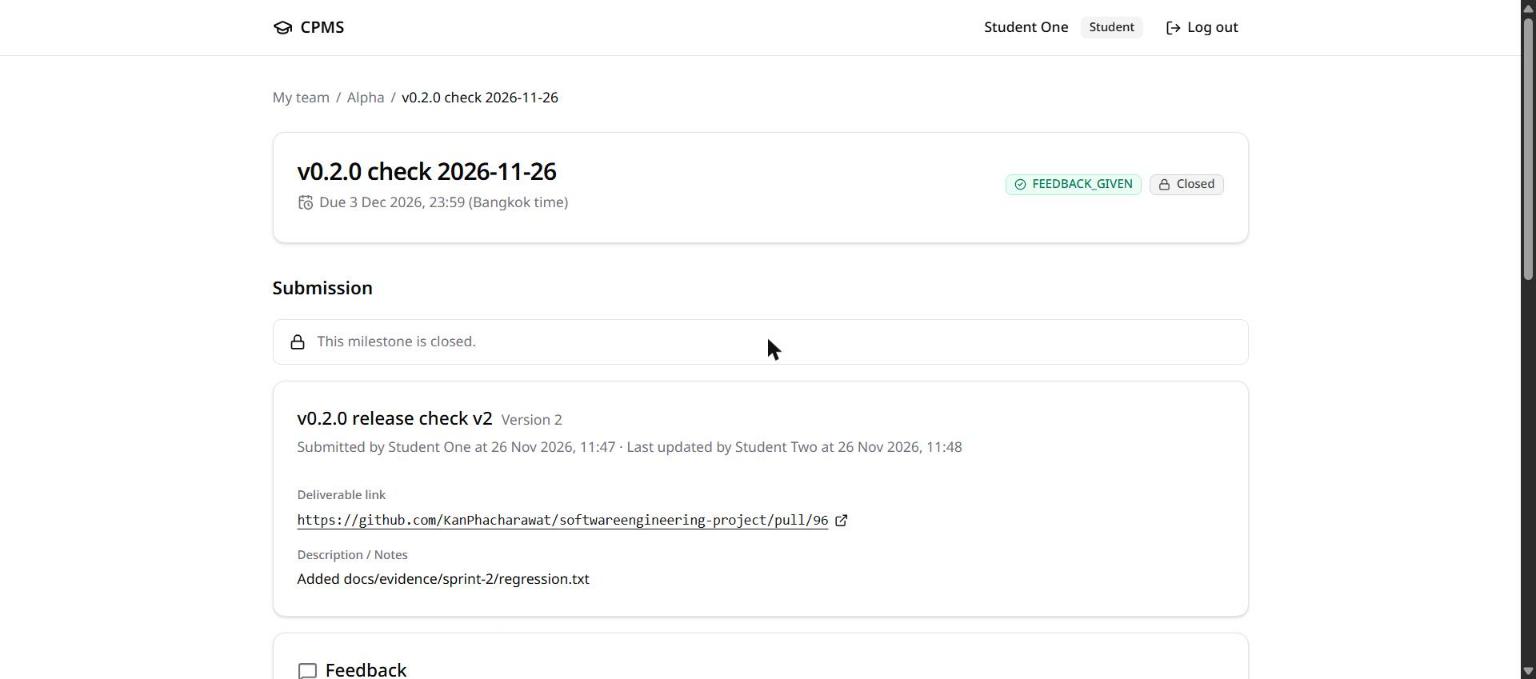 CPMS
Student One Student Log out
My team / Alpha / v0.2.0 check 2026-11-26
v0.2.0 check 2026-11-26
Due 3 Dec 2026, 23:59 (Bangkok time)
FEEDBACK_GIVEN Closed
Submission
This milestone is closed.
v0.2.0 release check v2 Version 2
Submitted by Student One at 26 Nov 2026, 11:47 · Last updated by Student Two at 26 Nov 2026, 11:48
Deliverable link
https://github.com/KanPhacharawat/softwareengineering-project/pull/96
Description / Notes
Added docs/evidence/sprint-2/regression.txt
Feedback